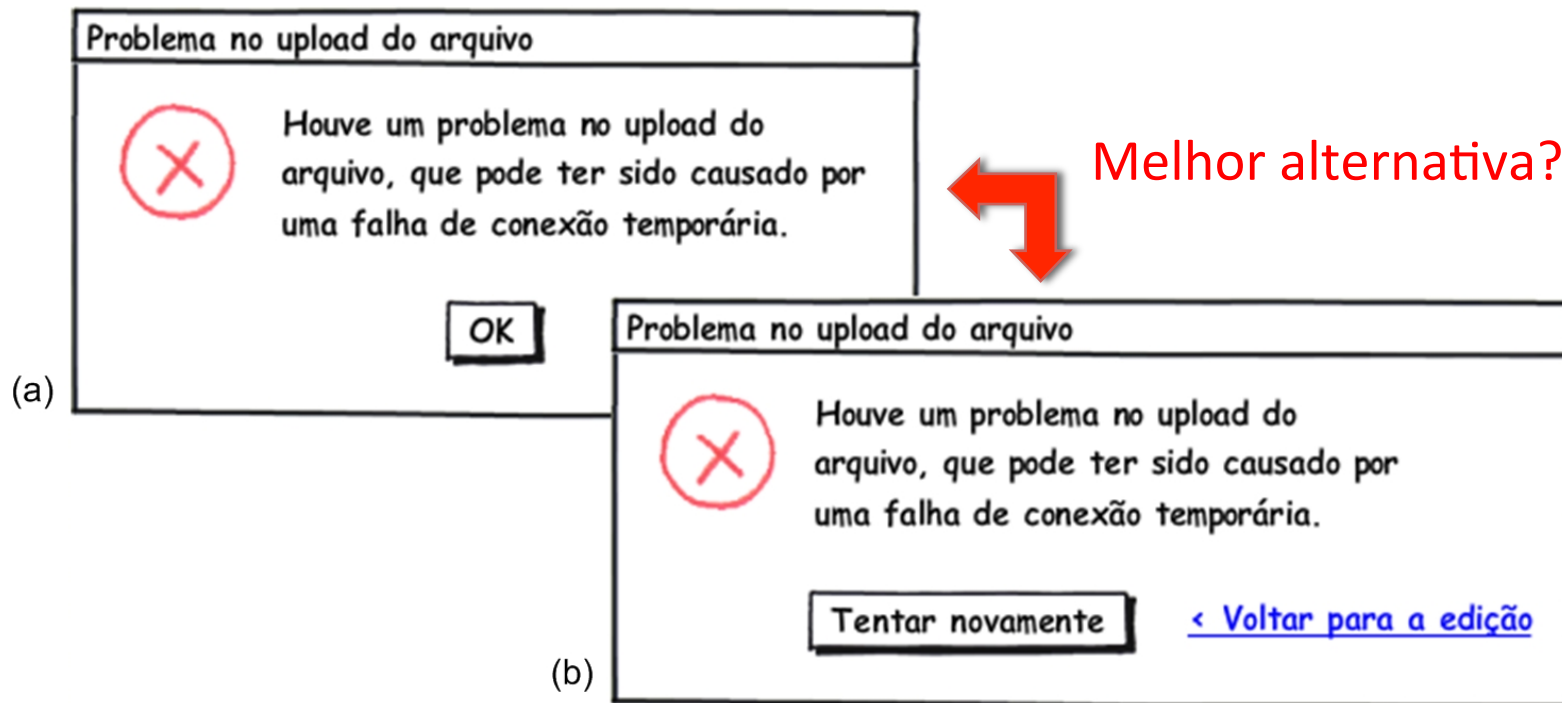 Problema no upload do arquivo
Houve um problema no upload do
arquivo, que pode ter sido causado por
uma falha de conexão temporária.
OK
(a)
Melhor alternativa?
Problema no upload do arquivo
Houve um problema no upload do
arquivo, que pode ter sido causado por
uma falha de conexão temporária.
Tentar novamente
< Voltar para a edição
(b)